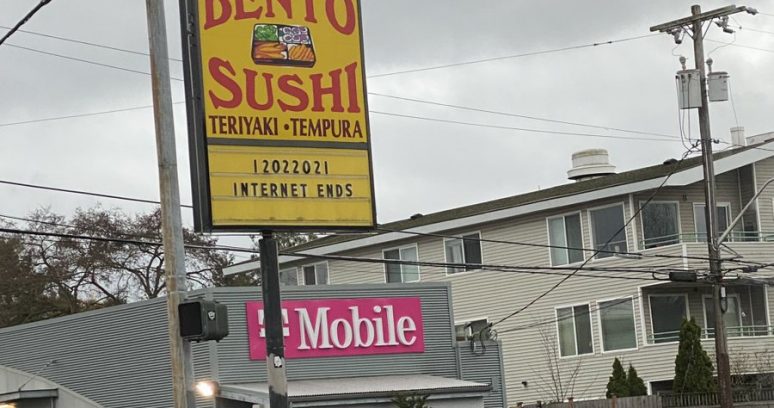 BENTO
SUSHI
TERIYAKI · TEMPURA
12022021
INTERNET ENDS
T Mobile